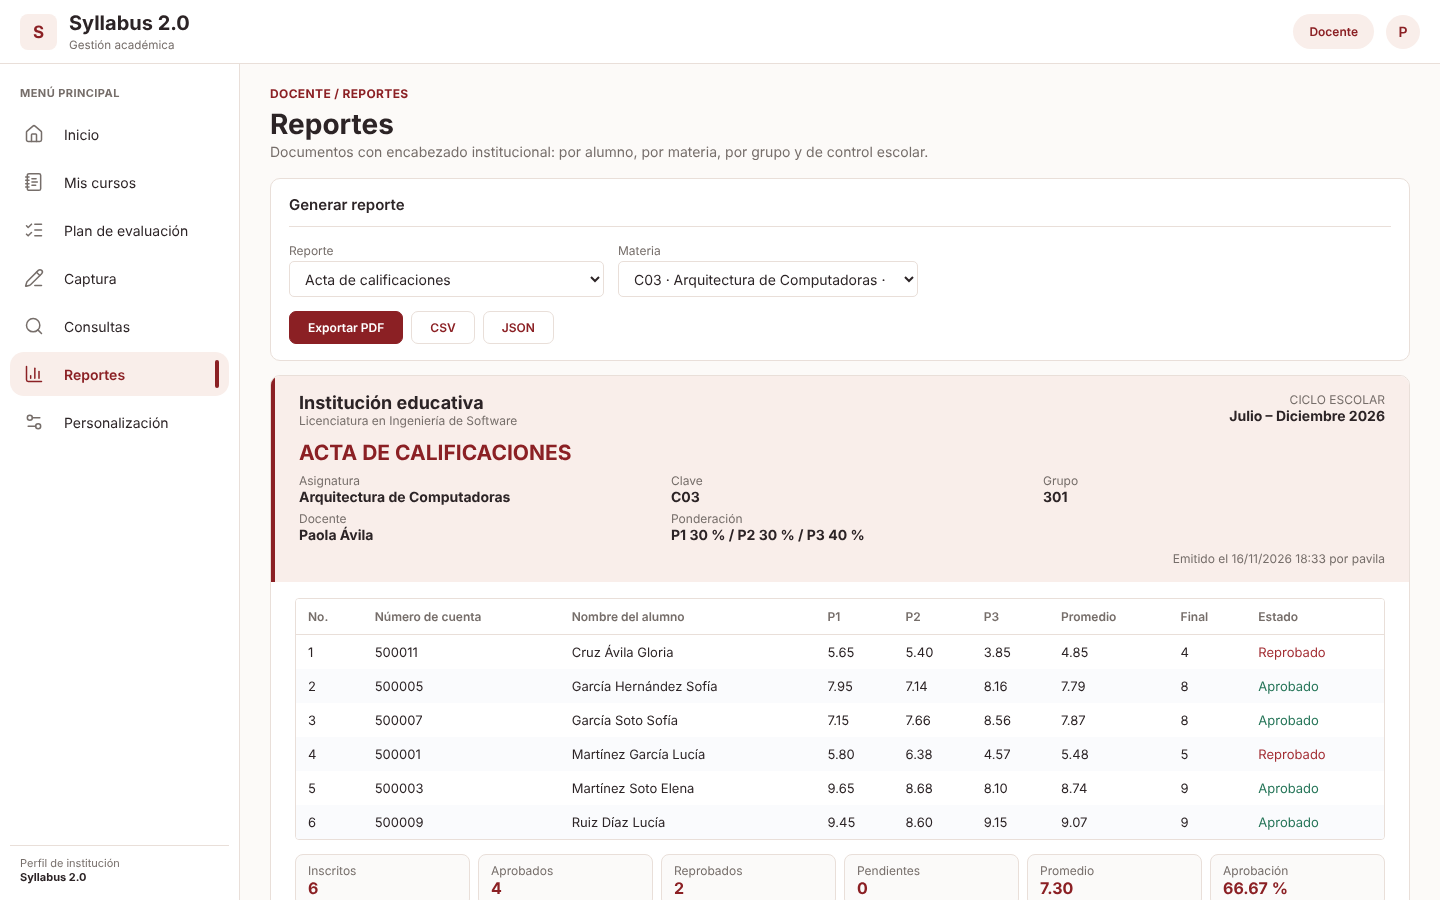 S
Syllabus 2.0
Gestión académica
Docente
P
MENÚ PRINCIPAL
Inicio
Mis cursos
Plan de evaluación
Captura
Consultas
Reportes
Personalización
Perfil de institución
Syllabus 2.0
DOCENTE / REPORTES
Reportes
Documentos con encabezado institucional: por alumno, por materia, por grupo y de control escolar.
Generar reporte
Reporte
Acta de calificaciones
Materia
C03 · Arquitectura de Computadoras ·
Exportar PDF
CSV
JSON
Institución educativa
Licenciatura en Ingeniería de Software
CICLO ESCOLAR
Julio – Diciembre 2026
ACTA DE CALIFICACIONES
Asignatura
Arquitectura de Computadoras
Clave
C03
Grupo
301
Docente
Paola Ávila
Ponderación
P1 30 % / P2 30 % / P3 40 %
Emitido el 16/11/2026 18:33 por pavila
No. Número de cuenta Nombre del alumno P1 P2 P3 Promedio Final Estado
1 500011 Cruz Ávila Gloria 5.65 5.40 3.85 4.85 4 Reprobado
2 500005 García Hernández Sofía 7.95 7.14 8.16 7.79 8 Aprobado
3 500007 García Soto Sofía 7.15 7.66 8.56 7.87 8 Aprobado
4 500001 Martínez García Lucía 5.80 6.38 4.57 5.48 5 Reprobado
5 500003 Martínez Soto Elena 9.65 8.68 8.10 8.74 9 Aprobado
6 500009 Ruiz Díaz Lucía 9.45 8.60 9.15 9.07 9 Aprobado
Inscritos
6
Aprobados
4
Reprobados
2
Pendientes
0
Promedio
7.30
Aprobación
66.67 %